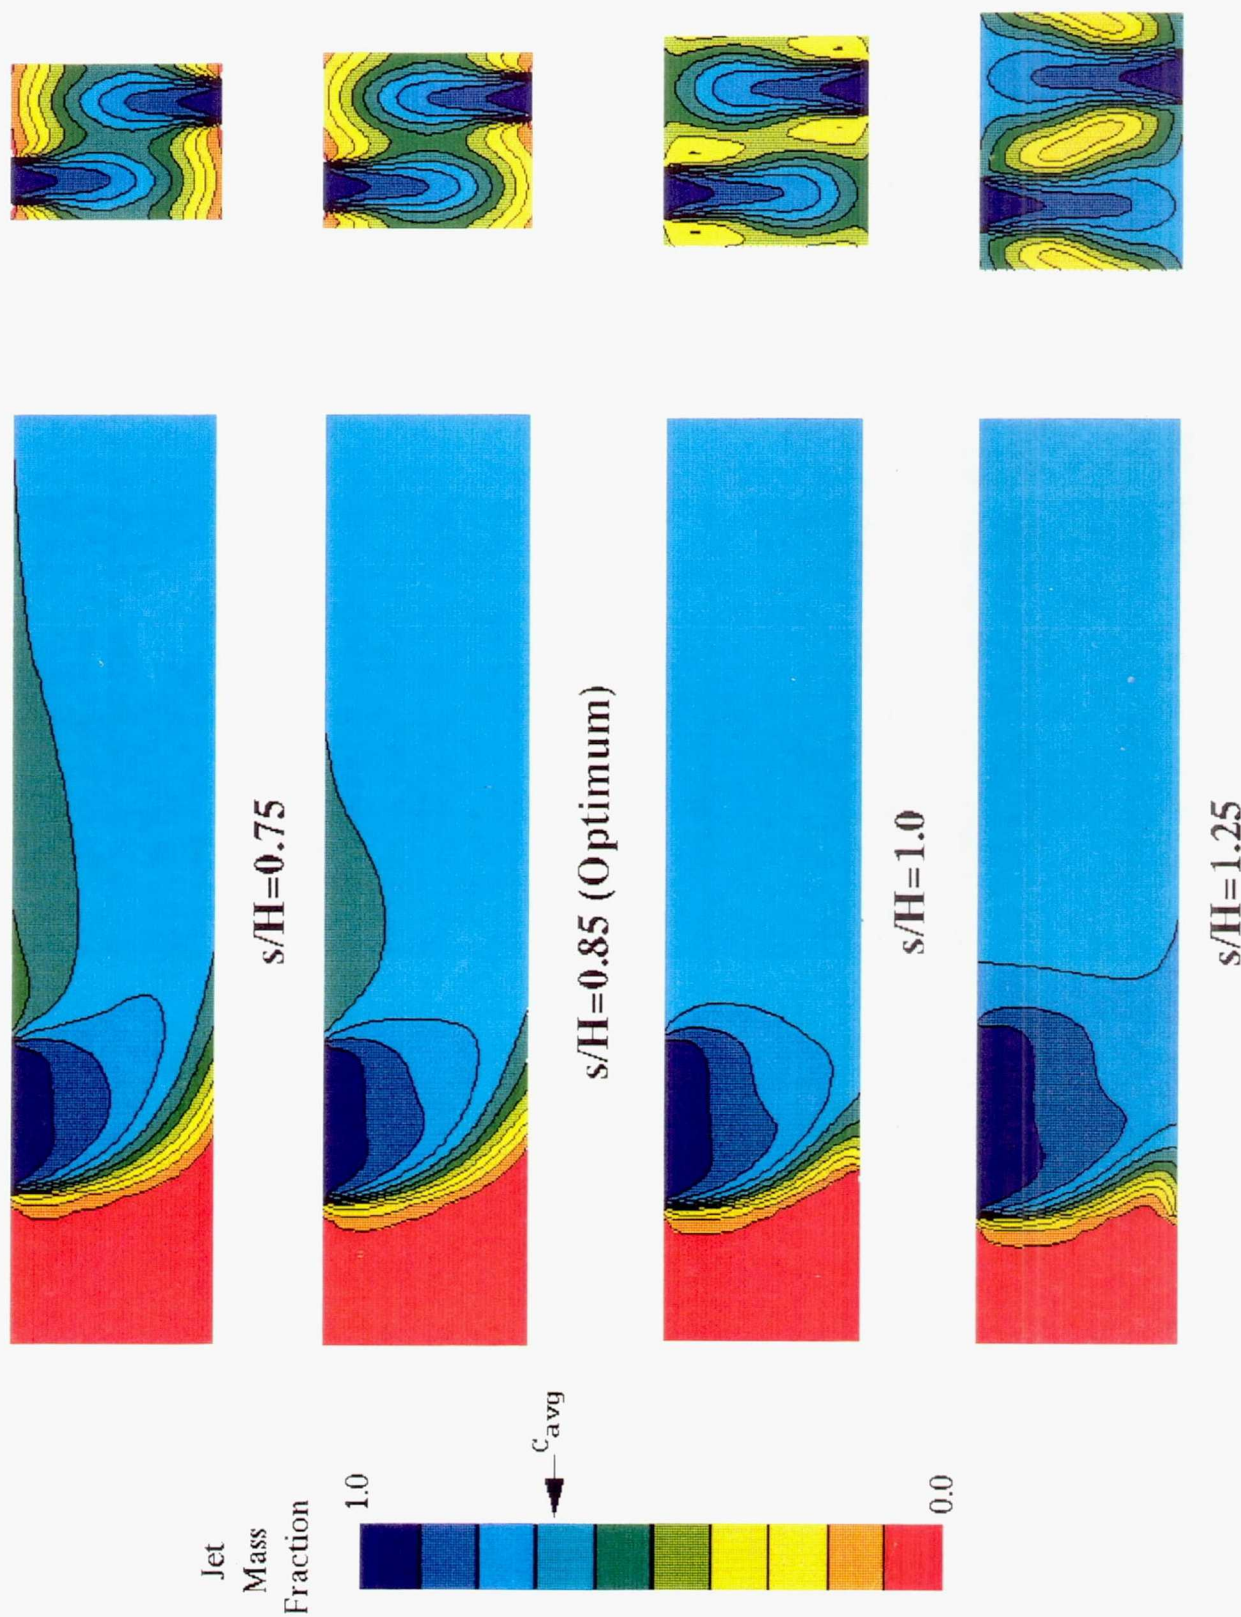 Jet
Mass
Fraction
1.0
c_avg
0.0
s/H=0.75
s/H=0.85 (Optimum)
s/H=1.0
s/H=1.25